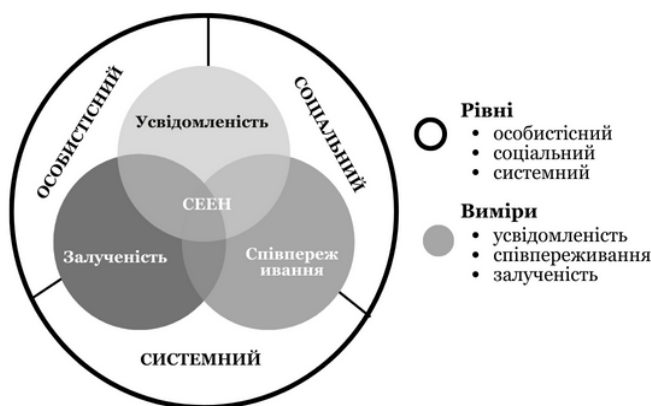 ОСОБИСТІСНИЙ
СОЦІАЛЬНИЙ
Усвідомленість
СЕЕН
Залученість
Співпереж
ивання
СИСТЕМНИЙ
Рівні
• особистісний
• соціальний
• системний
Виміри
• усвідомленість
• співпереживання
• залученість